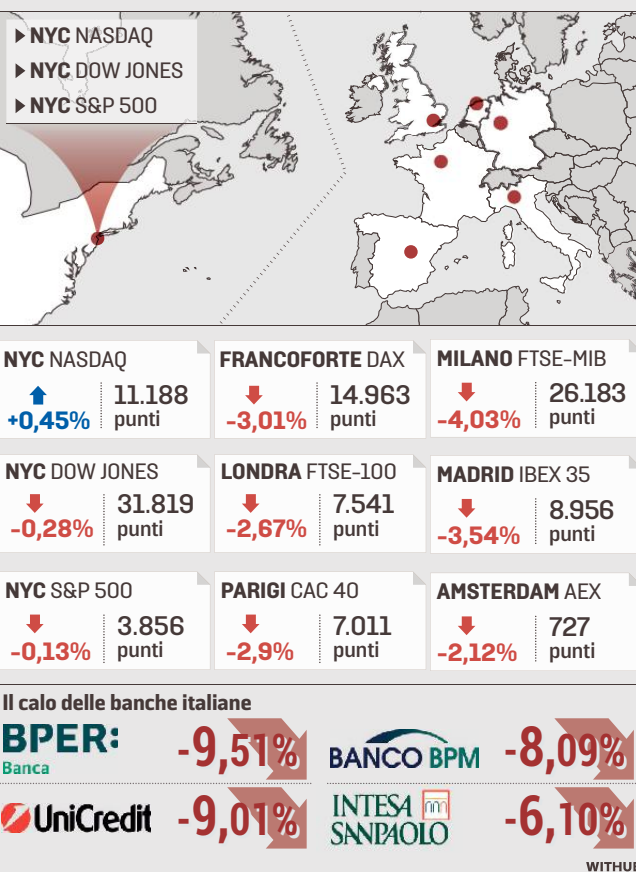 NYC NASDAQ
NYC DOW JONES
NYC S&P 500
NYC NASDAQ
+0,45%
11.188
punti
FRANCOFORTE DAX
-3,01%
14.963
punti
MILANO FTSE-MIB
-4,03%
26.183
punti
NYC DOW JONES
-0,28%
31.819
punti
LONDRA FTSE-100
-2,67%
7.541
punti
MADRID IBEX 35
-3,54%
8.956
punti
NYC S&P 500
-0,13%
3.856
punti
PARIGI CAC 40
-2,9%
7.011
punti
AMSTERDAM AEX
-2,12%
727
punti
Il calo delle banche italiane
BPER:
Banca
-9,51%
BANCO BPM
-8,09%
UniCredit
-9,01%
INTESA
SANPAOLO
-6,10%